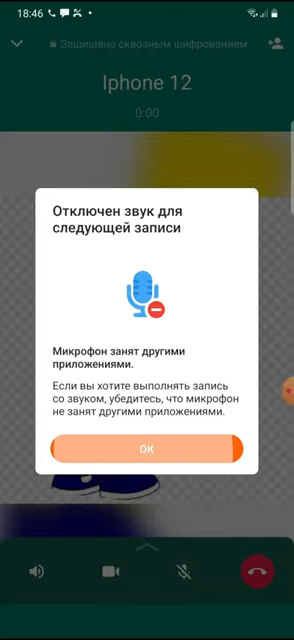 18:46
Защищено сквозным шифрованием
Iphone 12
0:00
Отключен звук для
следующей записи
Микрофон занят другими
приложениями.
Если вы хотите выполнять запись
со звуком, убедитесь, что микрофон
не занят другими приложениями.
ОК